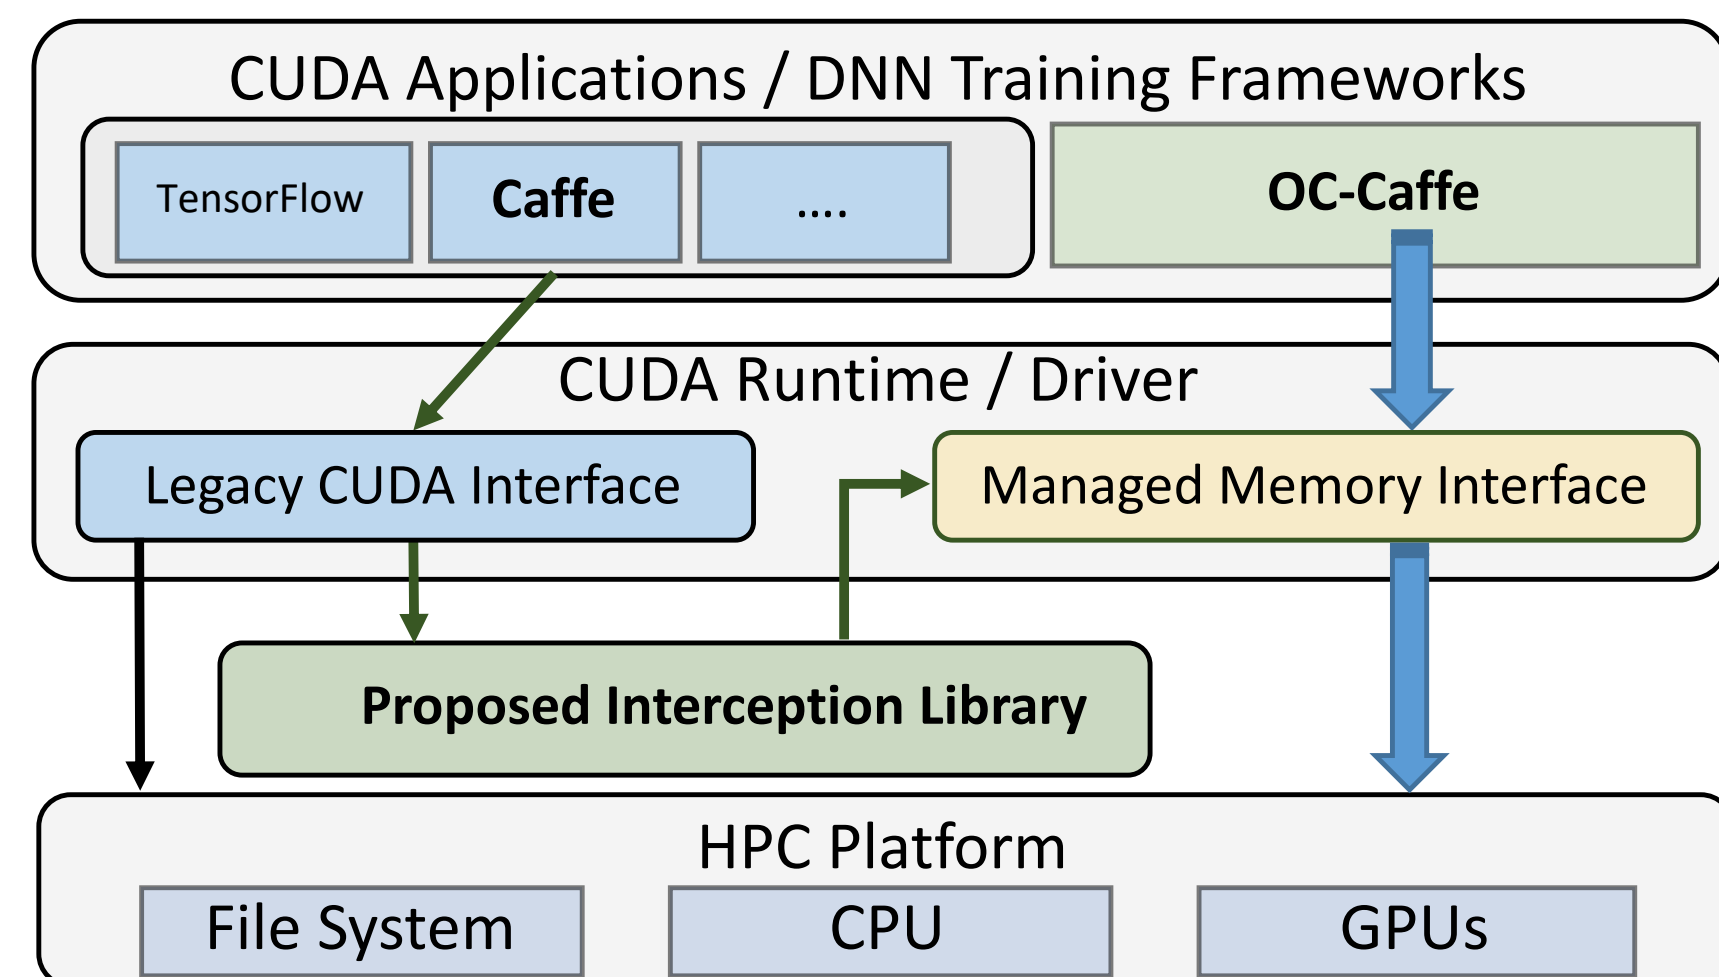 CUDA Applications / DNN Training Frameworks
TensorFlow
Caffe
....
OC-Caffe
CUDA Runtime / Driver
Legacy CUDA Interface
Managed Memory Interface
Proposed Interception Library
HPC Platform
File System
CPU
GPUs